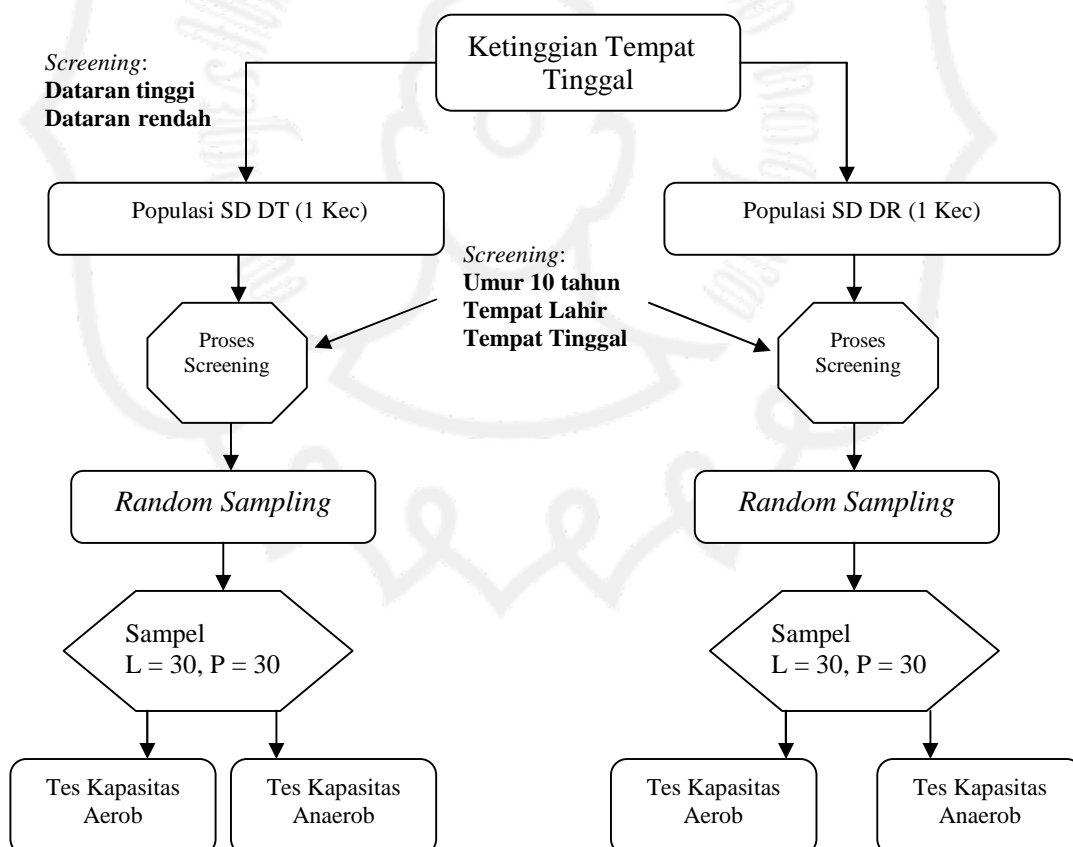 Ketinggian Tempat
Tinggal
Screening:
Dataran tinggi
Dataran rendah
Populasi SD DT (1 Kec)
Populasi SD DR (1 Kec)
Screening:
Umur 10 tahun
Tempat Lahir
Tempat Tinggal
Proses
Screening
Proses
Screening
Random Sampling
Random Sampling
Sampel
L = 30, P = 30
Sampel
L = 30, P = 30
Tes Kapasitas
Aerob
Tes Kapasitas
Anaerob
Tes Kapasitas
Aerob
Tes Kapasitas
Anaerob